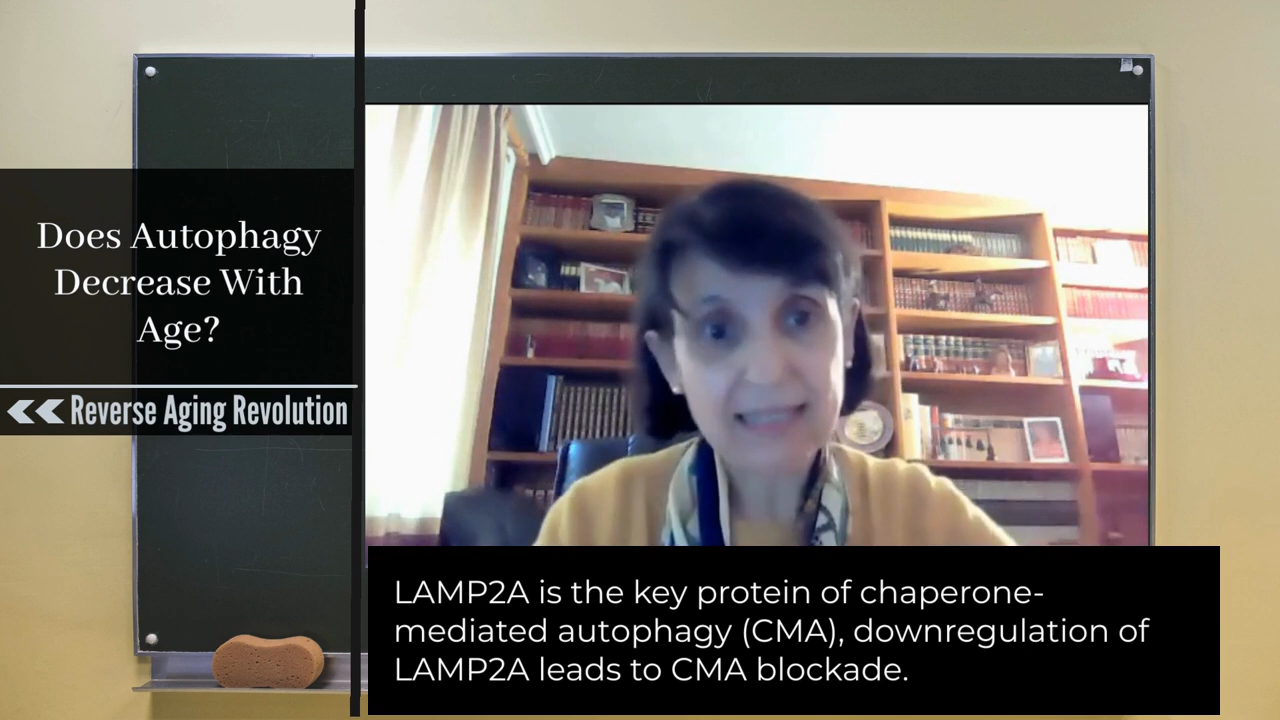 Does Autophagy
Decrease With
Age?
Reverse Aging Revolution
LAMP2A is the key protein of chaperone-
mediated autophagy (CMA), downregulation of
LAMP2A leads to CMA blockade.